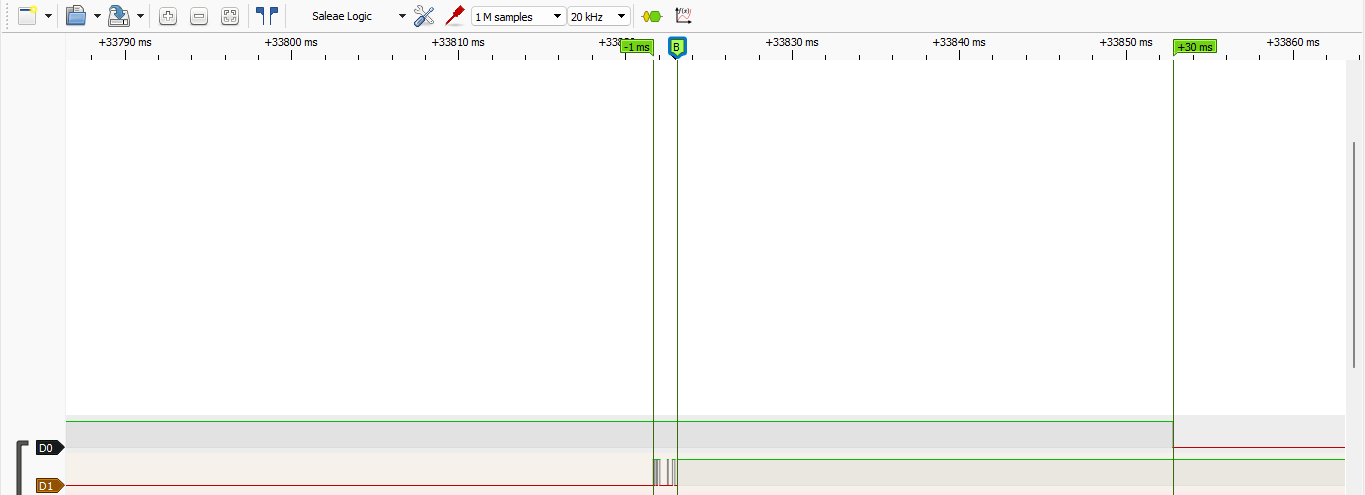 Saleae Logic
1 M samples
20 kHz
+33790 ms
+33800 ms
+33810 ms
-1 ms
B
+33830 ms
+33840 ms
+33850 ms
+30 ms
+33860 ms
D0
D1